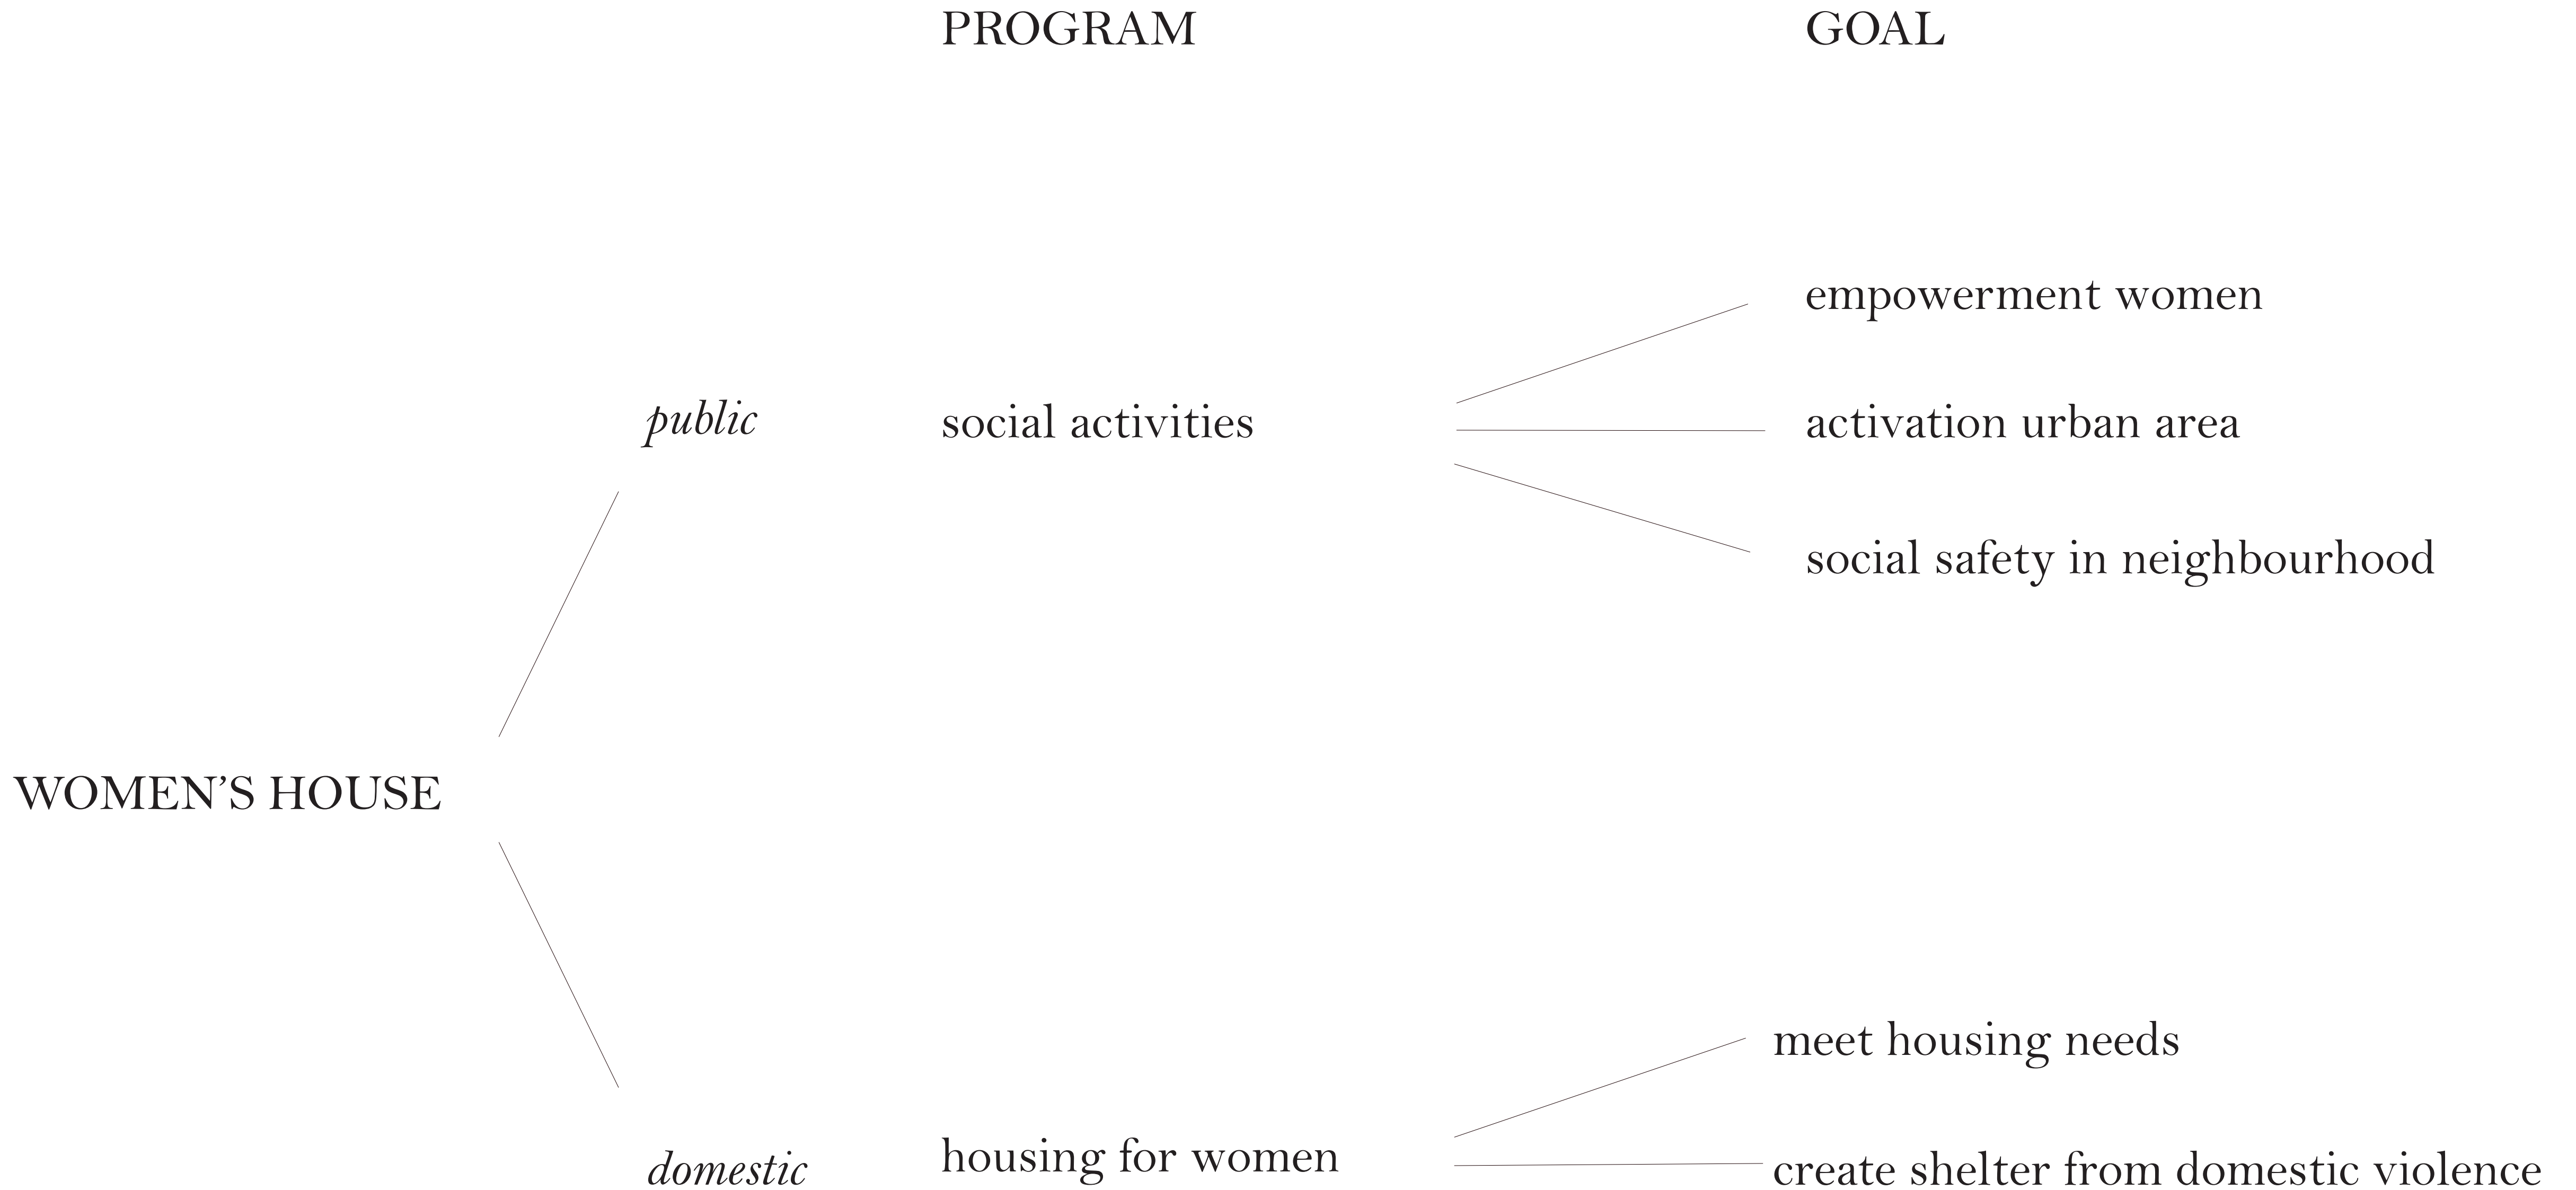 PROGRAM
GOAL
empowerment women
public
social activities
activation urban area
social safety in neighbourhood
WOMEN’S HOUSE
meet housing needs
domestic
housing for women
create shelter from domestic violence